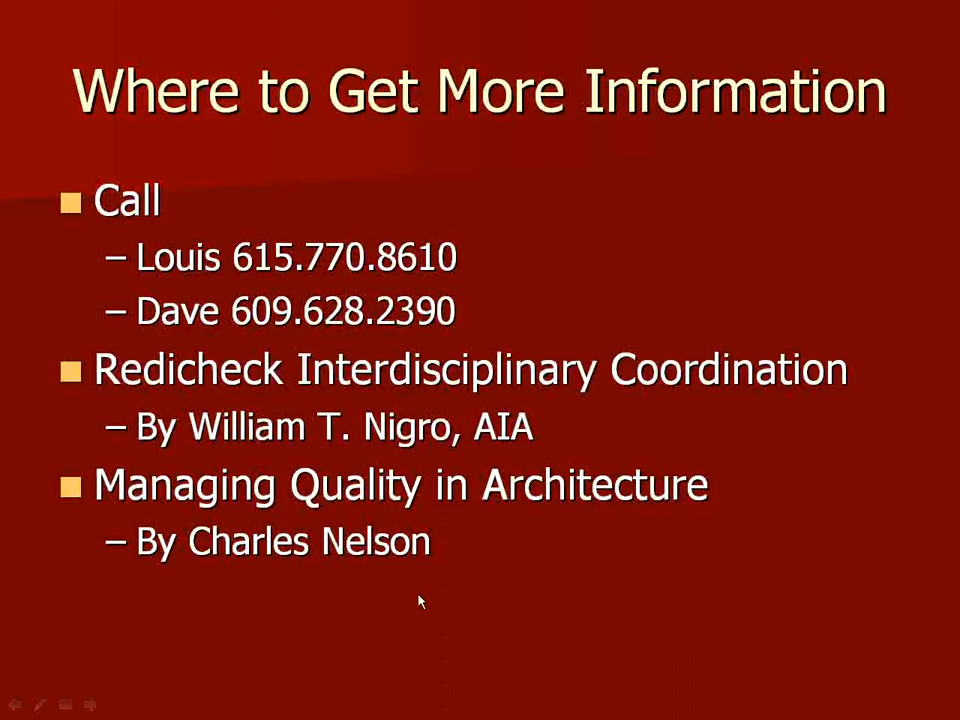 Where to Get More Information
Call
– Louis 615.770.8610
– Dave 609.628.2390
Redicheck Interdisciplinary Coordination
– By William T. Nigro, AIA
Managing Quality in Architecture
– By Charles Nelson